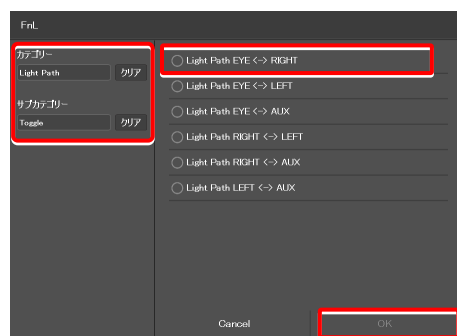 FnL
カテゴリー
Light Path クリア
サブカテゴリー
Toggle クリア
Light Path EYE <-> RIGHT
Light Path EYE <-> LEFT
Light Path EYE <-> AUX
Light Path RIGHT <-> LEFT
Light Path RIGHT <-> AUX
Light Path LEFT <-> AUX
Cancel OK